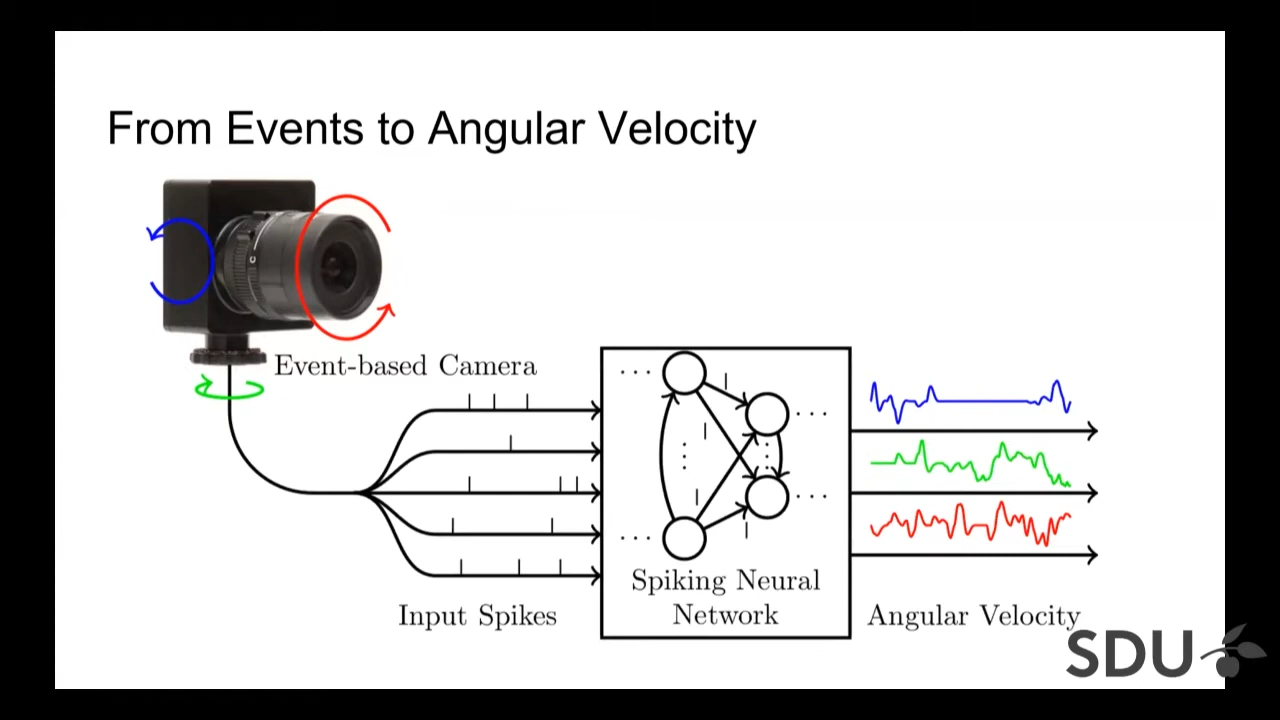 From Events to Angular Velocity
Event-based Camera
Input Spikes
Spiking Neural
Network
Angular Velocity
SDU